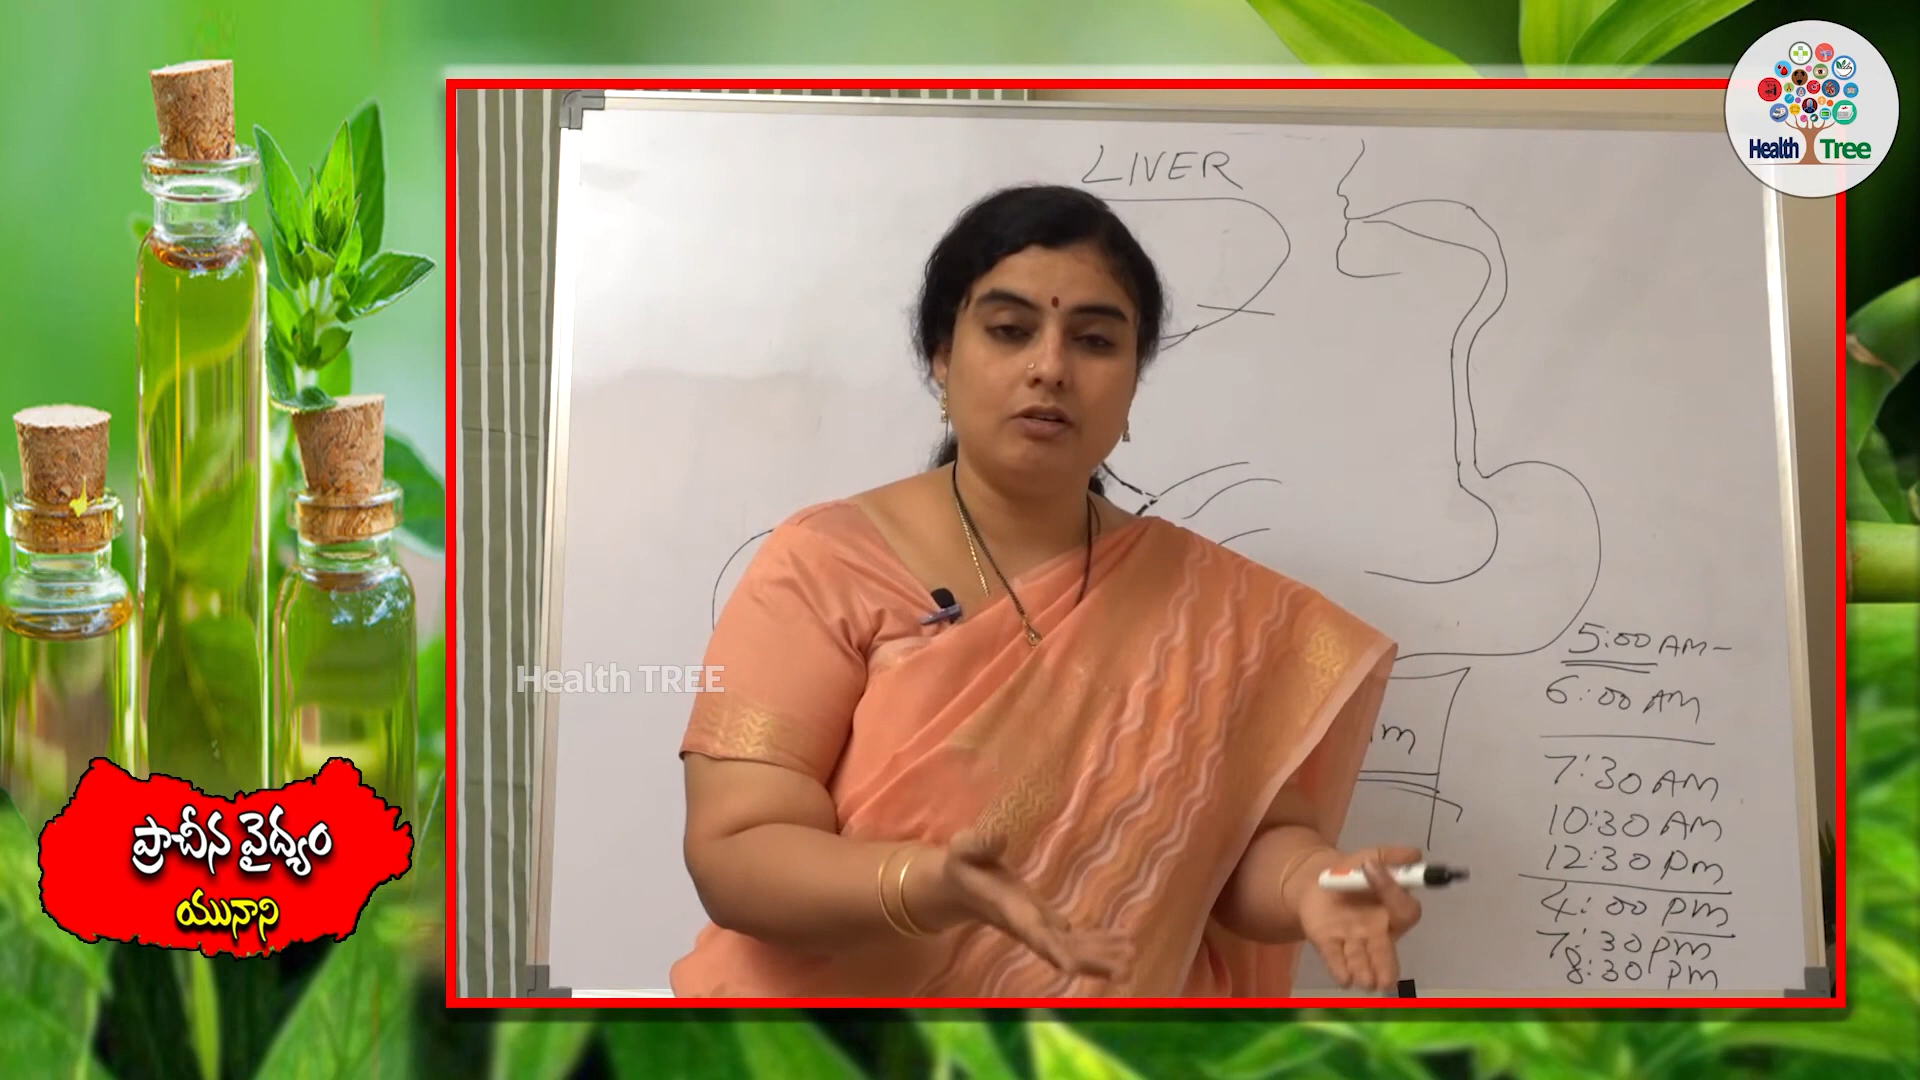 LIVER
Health Tree
Health TREE
5:00 AM-
6:00 AM
7:30 AM
10:30 AM
12:30 pm
4:00 pm
7:30 pm
8:30 pm
ప్రాచీన వైద్యం
యునాని